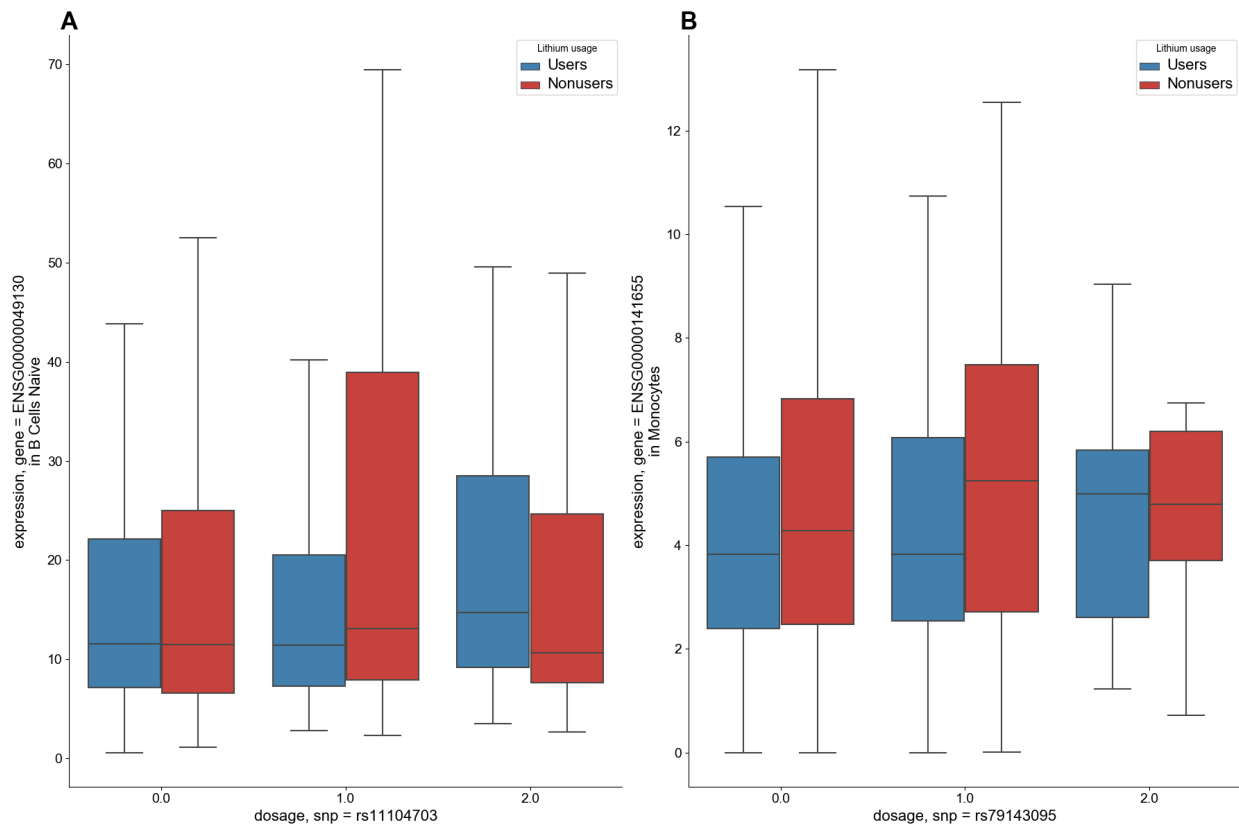 A
Lithium usage
Users
Nonusers
70
60
50
40
30
20
10
0
expression, gene = ENSG00000049130
in B Cells Naive
0.0
1.0
2.0
dosage, snp = rs11104703
B
Lithium usage
Users
Nonusers
12
10
8
6
4
2
0
expression, gene = ENSG00000141655
in Monocytes
0.0
1.0
2.0
dosage, snp = rs79143095